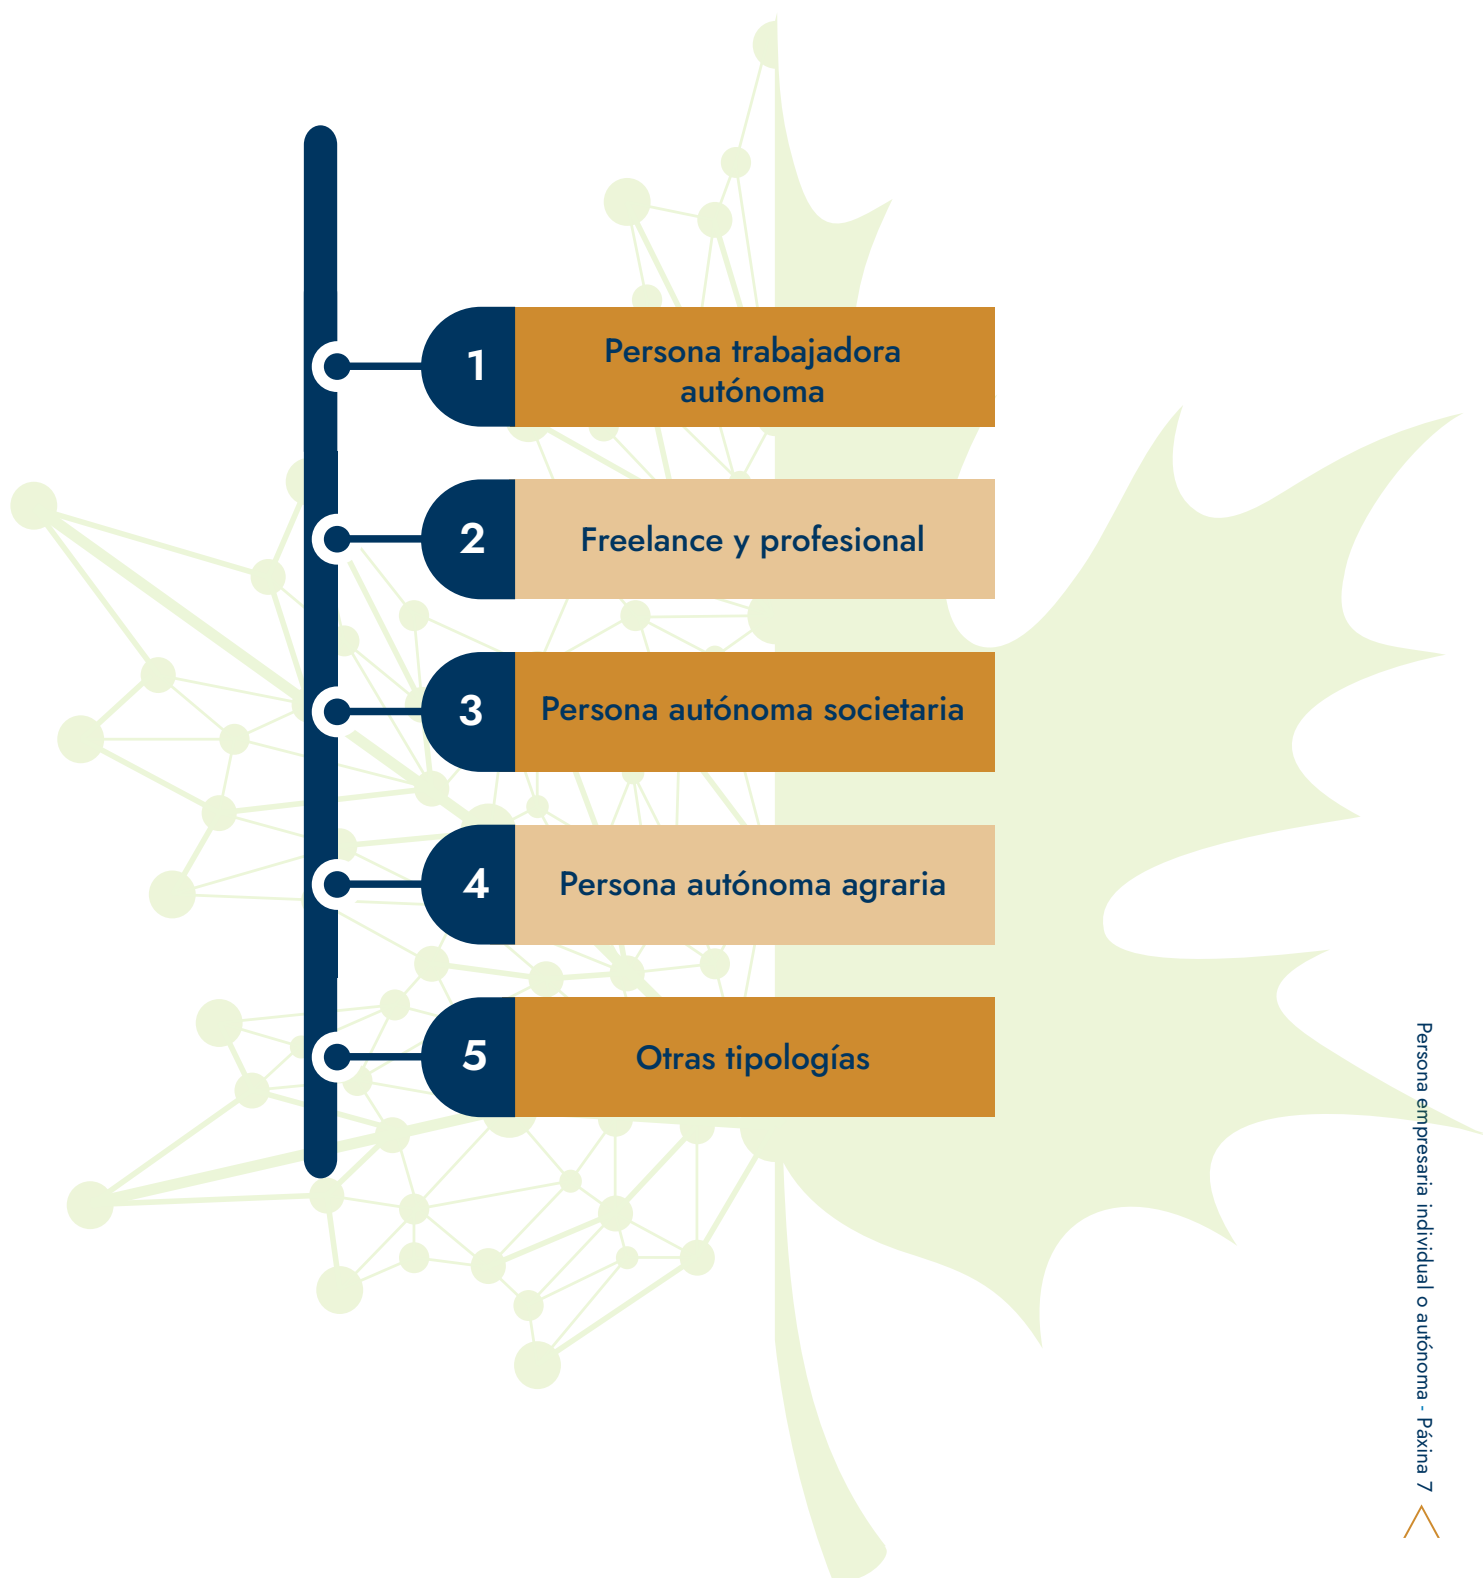 1
Persona trabajadora
autónoma
2
Freelance y profesional
3
Persona autónoma societaria
4
Persona autónoma agraria
5
Otras tipologías
Persona empresaria individual o autónoma - Páxina 7